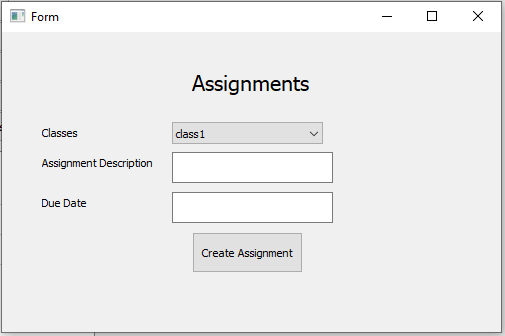 Form
Assignments
Classes class1
Assignment Description
Due Date
Create Assignment